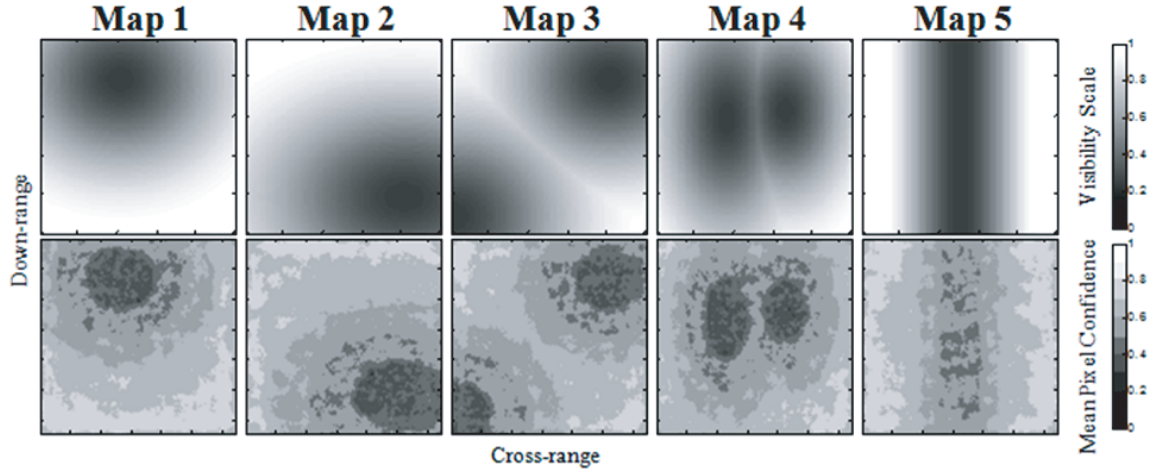 Map 1 Map 2 Map 3 Map 4 Map 5
Down-range
Visibility Scale
1
0.8
0.6
0.4
0.2
0
Mean Pixel Confidence
1
0.8
0.6
0.4
0.2
0
Cross-range